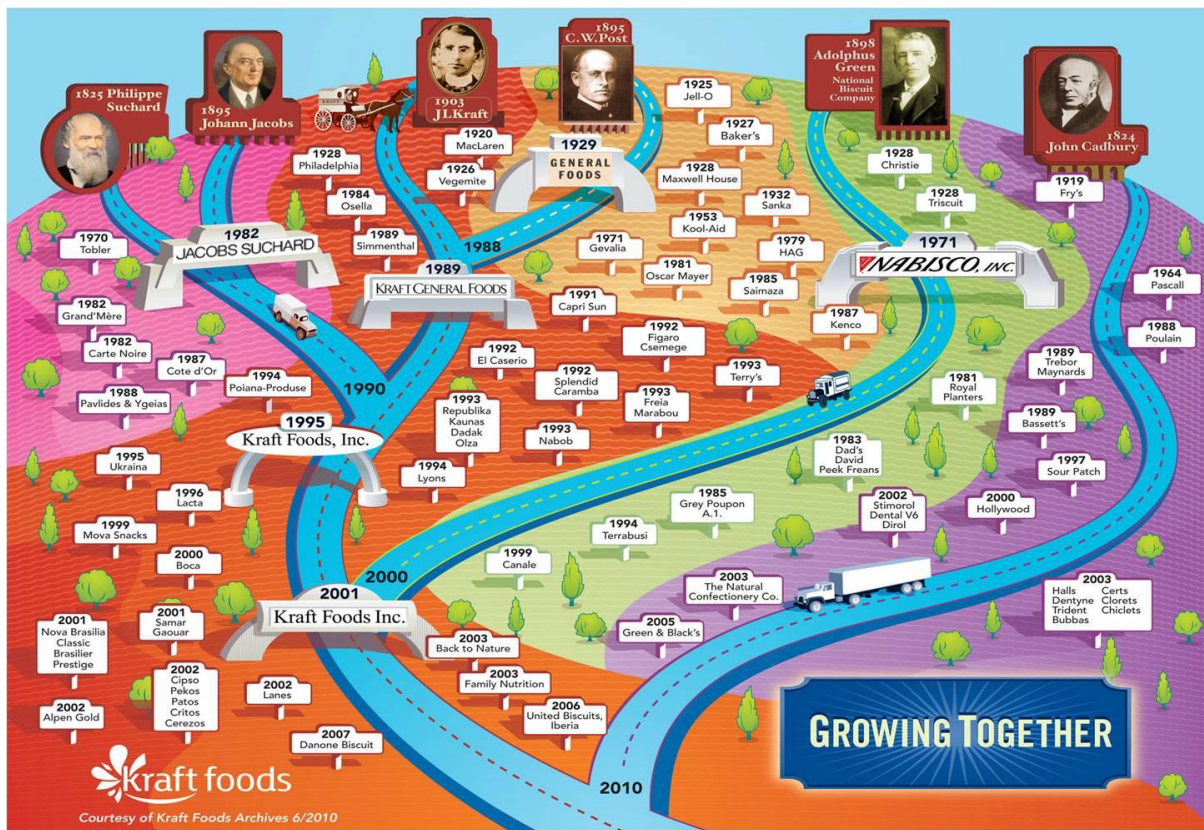 1825 Philippe
Suchard
1895
Johann Jacobs
1903
J.L.Kraft
1895
C.W.Post
1898
Adolphus
Green
National
Biscuit
Company
1824
John Cadbury
KRAFT
1920
MacLaren
1926
Vegemite
1928
Philadelphia
1984
Osella
1989
Simmenthal
1929
GENERAL
FOODS
1925
Jell-O
1927
Baker's
1928
Maxwell House
1932
Sanka
1953
Kool-Aid
1971
Gevalia
1979
HAG
1981
Oscar Mayer
1985
Saimaza
1987
Kenco
1928
Christie
1928
Triscuit
1919
Fry's
1970
Tobler
1982
JACOBS SUCHARD
1988
1989
KRAFT GENERAL FOODS
1971
NABISCO, INC.
1964
Pascall
1988
Poulain
1982
Grand'Mère
1982
Carte Noire
1987
Cote d'Or
1988
Pavlides & Ygeias
1994
Poiana-Produse
1990
1991
Capri Sun
1992
Figaro
Csemege
1992
El Caserio
1992
Splendid
Caramba
1993
Terry's
1993
Freia
Marabou
1993
Republika
Kaunas
Dadak
Olza
1993
Nabob
1994
Lyons
1989
Trebor
Maynards
1981
Royal
Planters
1989
Bassett's
1997
Sour Patch
1983
Dad's
David
Peek Freans
1995
Kraft Foods, Inc.
1995
Ukraina
1996
Lacta
1999
Mova Snacks
2000
Boca
1985
Grey Poupon
A.1.
1994
Terrabusi
1999
Canale
2002
Stimorol
Dental V6
Dirol
2000
Hollywood
2000
2001
Kraft Foods Inc.
2003
The Natural
Confectionery Co.
2005
Green & Black's
2003
Halls Certs
Dentyne Clorets
Trident Chiclets
Bubbas
2001
Nova Brasilia
Classic
Brasilier
Prestige
2001
Samar
Gaouar
2002
Alpen Gold
2002
Cipso
Pekos
Patos
Critos
Cerezos
2002
Lanes
2003
Back to Nature
2003
Family Nutrition
2006
United Biscuits,
Iberia
2007
Danone Biscuit
2010
GROWING TOGETHER
kraft foods
Courtesy of Kraft Foods Archives 6/2010